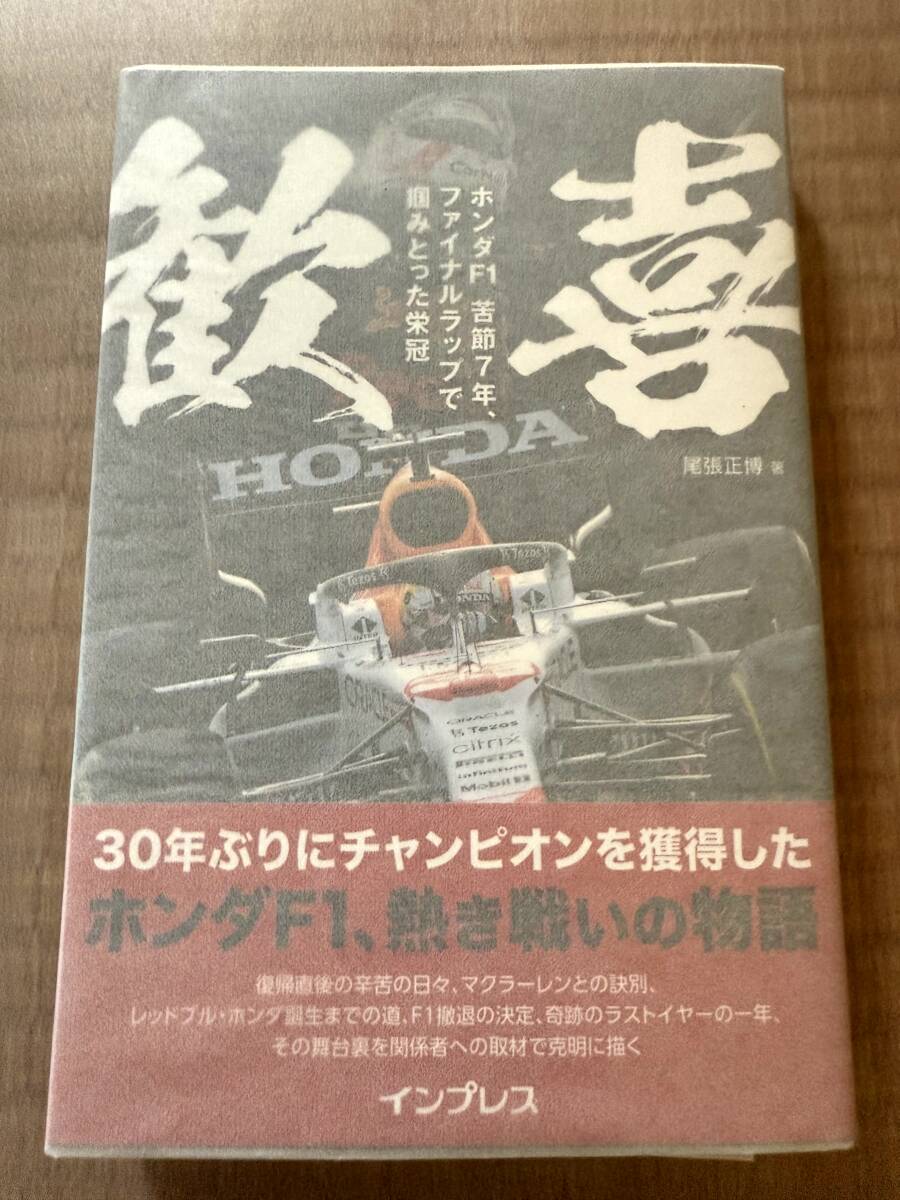 歓喜
ホンダF1 苦節7年、
ファイナルラップで
掴みとった栄冠
尾張正博 著
HONDA
Tezos
Tezos
HONDA
ORACLE
Tezos
Citrix
Mobil
30年ぶりにチャンピオンを獲得した
ホンダF1、熱き戦いの物語
復帰直後の辛苦の日々、マクラーレンとの訣別、
レッドブル・ホンダ誕生までの道、F1撤退の決定、奇跡のラストイヤーの一年、
その舞台裏を関係者への取材で克明に描く
インプレス